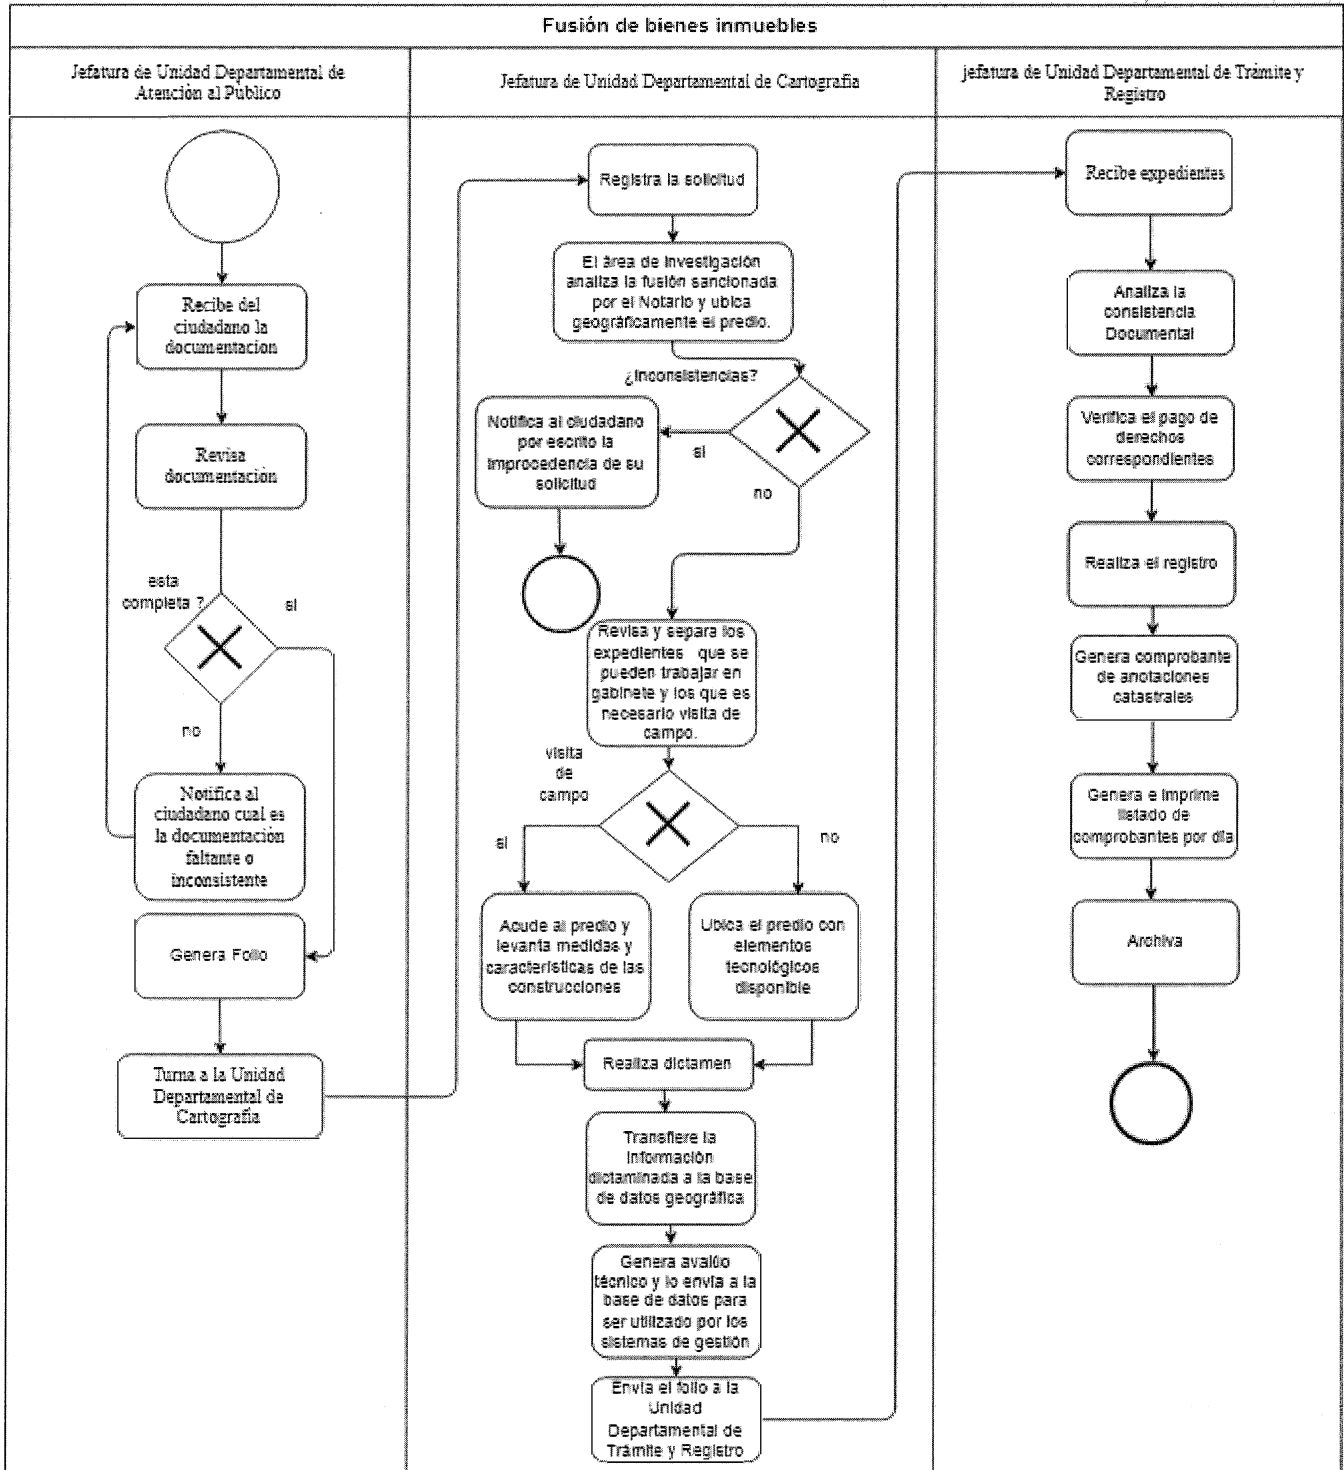 Fusión de bienes inmuebles
Jefatura de Unidad Departamental de
Atención al Público
Jefatura de Unidad Departamental de Cartografía
jefatura de Unidad Departamental de Trámite y
Registro
Recibe del
ciudadano la
documentacion
Revisa
documentación
esta
completa ?
si
no
Notifica al
ciudadano cual es
la documentación
faltante o
inconsistente
Genera Folio
Turna a la Unidad
Departamental de
Cartografía
Registra la solicitud
El área de investigación
analiza la fusión sancionada
por el Notario y ubica
geográficamente el predio.
¿Inconsistencias?
Notifica al ciudadano
por escrito la
improcedencia de su
solicitud
si
no
Revisa y separa los
expedientes que se
pueden trabajar en
gabinete y los que es
necesario visita de
campo.
visita
de
campo
si
no
Acude al predio y
levanta medidas y
características de las
construcciones
Ubica el predio con
elementos
tecnológicos
disponible
Realiza dictamen
Transfiere la
información
dictaminada a la base
de datos geográfica
Genera avalúo
técnico y lo envía a la
base de datos para
ser utilizado por los
sistemas de gestión
Envía el folio a la
Unidad
Departamental de
Trámite y Registro
Recibe expedientes
Analiza la
consistencia
Documental
Verifica el pago de
derechos
correspondientes
Realiza el registro
Genera comprobante
de anotaciones
catastrales
Genera e imprime
listado de
comprobantes por día
Archiva